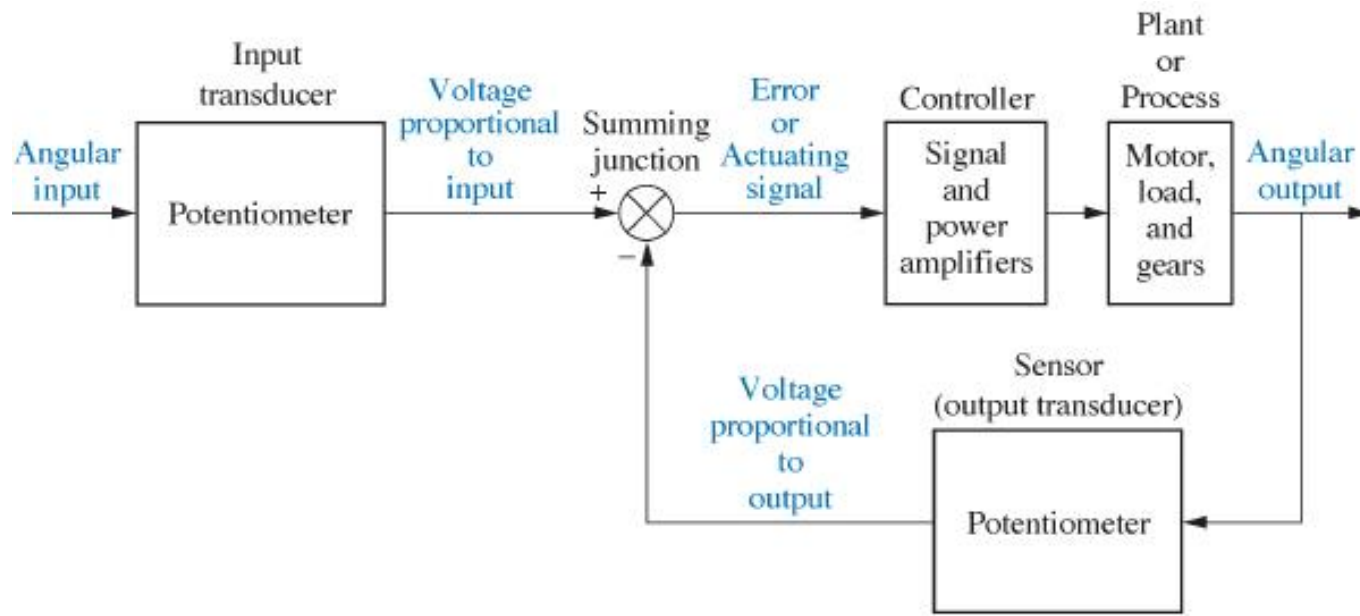 Input
transducer
Angular
input
Potentiometer
Voltage
proportional
to
input
Summing
junction
+
−
Error
or
Actuating
signal
Controller
Signal
and
power
amplifiers
Plant
or
Process
Motor,
load,
and
gears
Angular
output
Sensor
(output transducer)
Potentiometer
Voltage
proportional
to
output